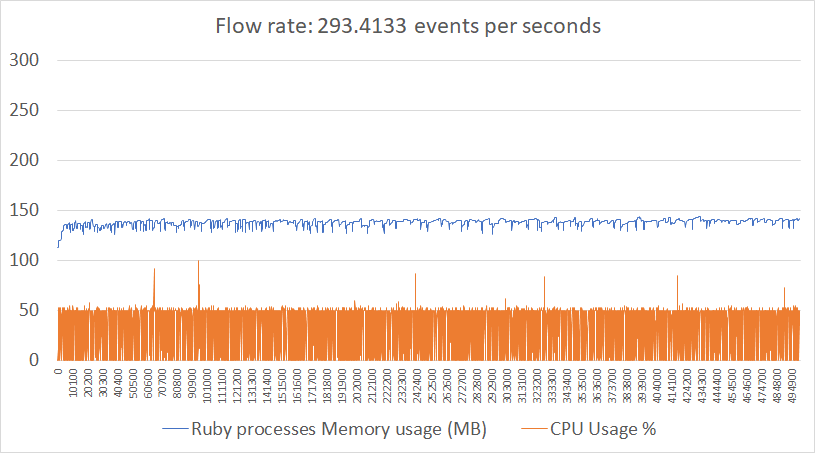 Flow rate: 293.4133 events per seconds
300
250
200
150
100
50
0
0 10100 20200 30300 40400 50500 60600 70700 80800 90900 101000 111100 121200 131300 141400 151500 161600 171700 181800 191900 202000 212100 222200 232300 242400 252500 262600 272700 282800 292900 303000 313100 323200 333300 343400 353500 363600 373700 383800 393900 404000 414100 424200 434300 444400 454500 464600 474700 484800 494900
Ruby processes Memory usage (MB) CPU Usage %